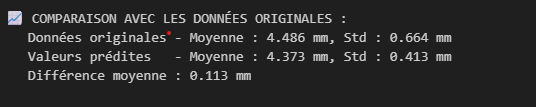 📈 COMPARAISON AVEC LES DONNÉES ORIGINALES :
Données originales - Moyenne : 4.486 mm, Std : 0.664 mm
Valeurs prédites - Moyenne : 4.373 mm, Std : 0.413 mm
Différence moyenne : 0.113 mm